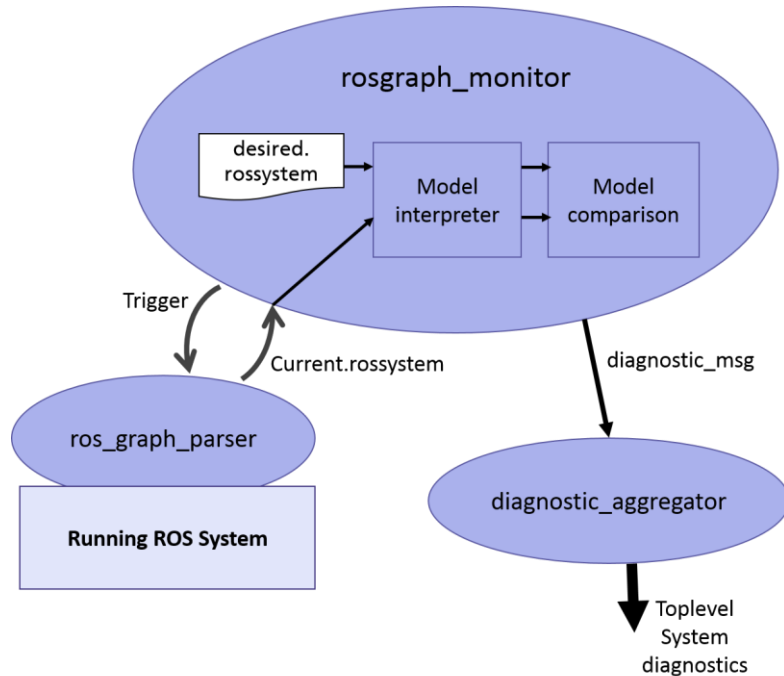 rosgraph_monitor
desired.
rossystem
Model
interpreter
Model
comparison
Trigger
Current.rossystem
diagnostic_msg
ros_graph_parser
Running ROS System
diagnostic_aggregator
Toplevel
System
diagnostics